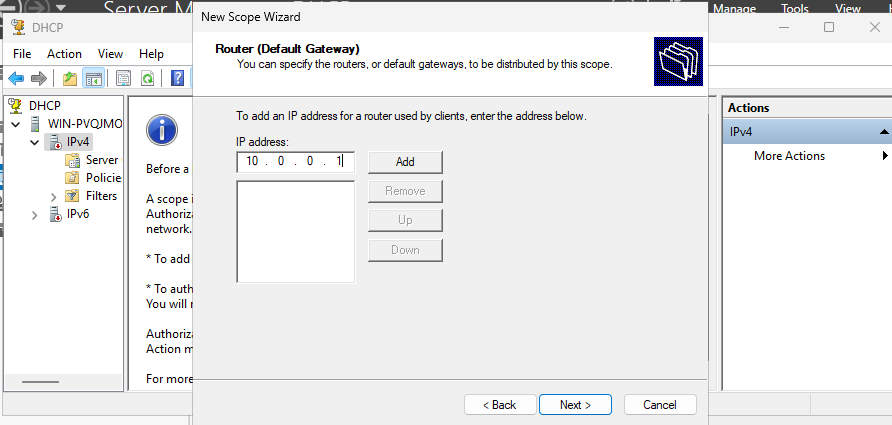 New Scope Wizard
Manage Tools View
DHCP
File Action View Help
Router (Default Gateway)
You can specify the routers, or default gateways, to be distributed by this scope.
DHCP
WIN-PVQJMO
IPv4
Server
Policie
Filters
IPv6
Before a
A scope i
Authoriza
network.
* To add
* To auth
You will r
Authoriza
Action m
For more
To add an IP address for a router used by clients, enter the address below.
IP address:
10 . 0 . 0 . 1
Add
Remove
Up
Down
< Back Next > Cancel
Actions
IPv4
More Actions